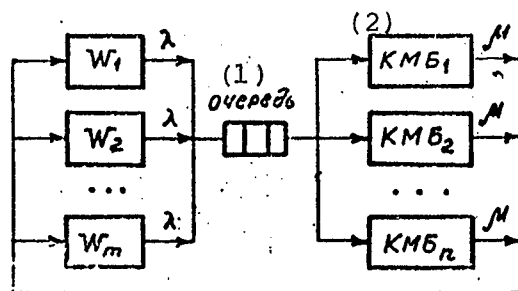 W₁ λ
(1)
очередь
(2)
КМБ₁ μ
W₂ λ
КМБ₂ μ
...
...
Wₘ λ
КМБₙ μ